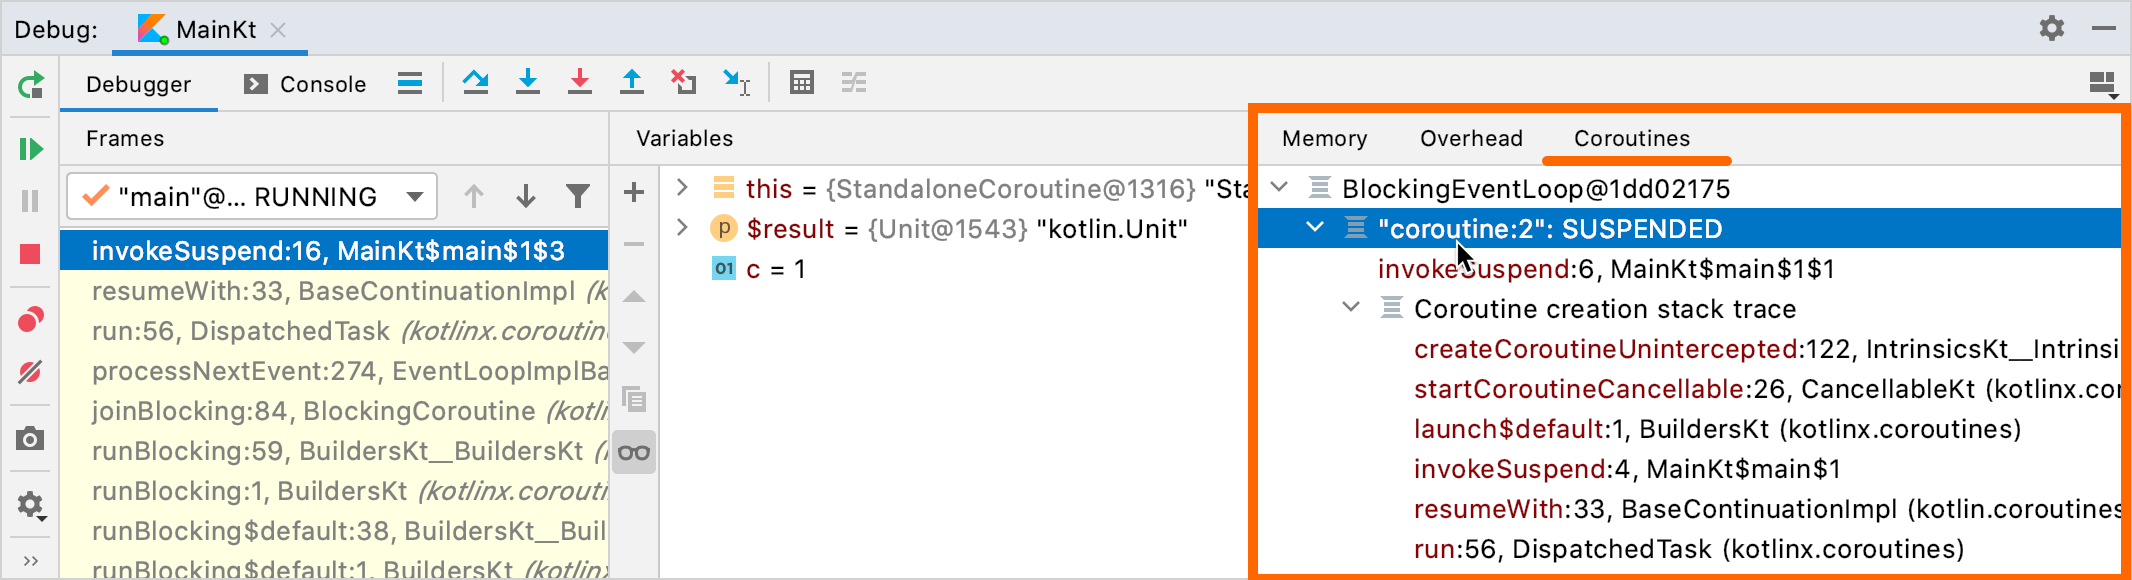 Debug: MainKt
Debugger Console
Frames
"main"@... RUNNING
invokeSuspend:16, MainKt$main$1$3
resumeWith:33, BaseContinuationImpl (k
run:56, DispatchedTask (kotlinx.coroutin
processNextEvent:274, EventLoopImplBa
joinBlocking:84, BlockingCoroutine (kotli
runBlocking:59, BuildersKt__BuildersKt (
runBlocking:1, BuildersKt (kotlinx.corouti
runBlocking$default:38, BuildersKt__Buil
runBlocking$default:1, BuildersKt (kotlin
Variables
this = {StandaloneCoroutine@1316} "Sta
p $result = {Unit@1543} "kotlin.Unit"
01 c = 1
Memory Overhead Coroutines
BlockingEventLoop@1dd02175
"coroutine:2": SUSPENDED
invokeSuspend:6, MainKt$main$1$1
Coroutine creation stack trace
createCoroutineUnintercepted:122, IntrinsicsKt__Intrinsi
startCoroutineCancellable:26, CancellableKt (kotlinx.cor
launch$default:1, BuildersKt (kotlinx.coroutines)
invokeSuspend:4, MainKt$main$1
resumeWith:33, BaseContinuationImpl (kotlin.coroutines
run:56, DispatchedTask (kotlinx.coroutines)